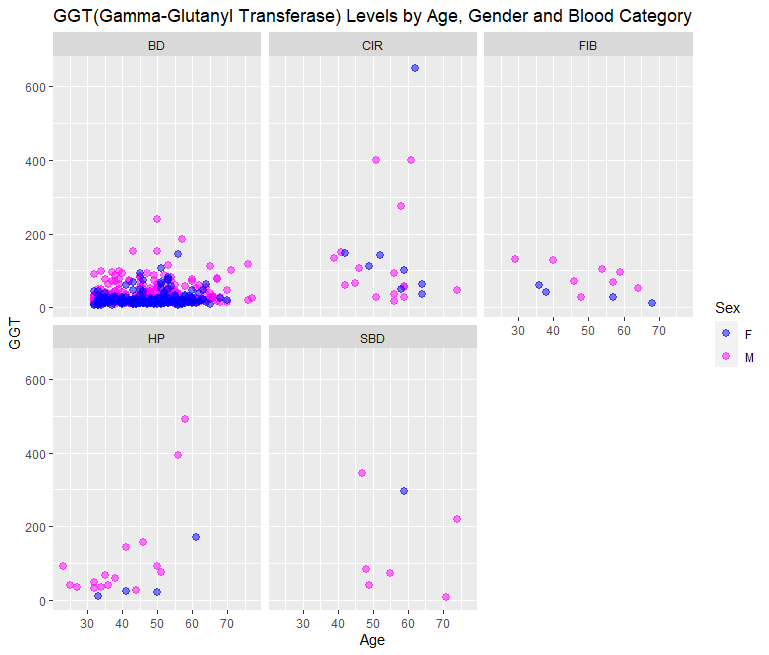 GGT(Gamma-Glutanyl Transferase) Levels by Age, Gender and Blood Category
BD CIR FIB
600
400
200
0
30 40 50 60 70
HP SBD
600
400
200
0
30 40 50 60 70 30 40 50 60 70
GGT
Age
Sex
F
M